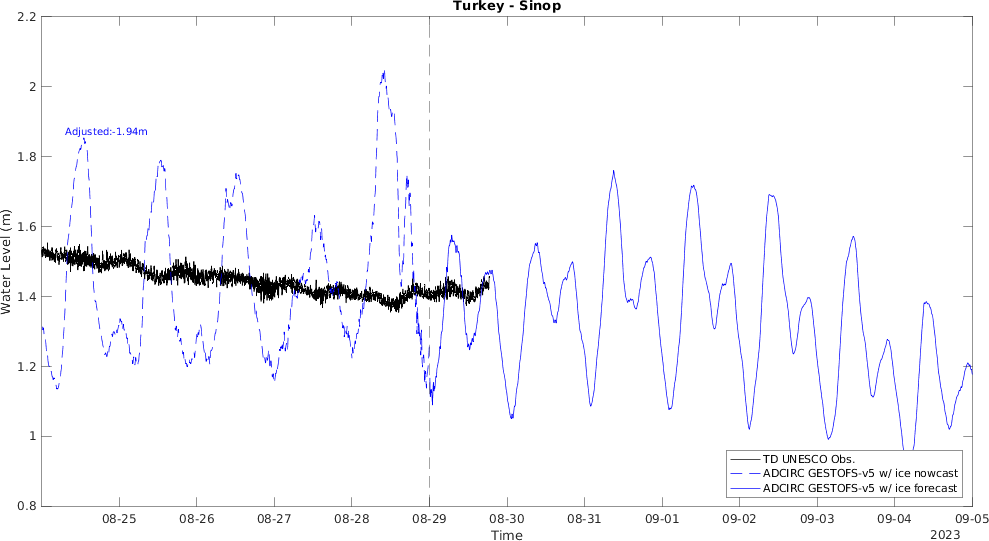 Turkey - Sinop
2.2
2
1.8
1.6
1.4
1.2
1
0.8
Water Level (m)
Adjusted:-1.94m
TD UNESCO Obs.
ADCIRC GESTOFS-v5 w/ ice nowcast
ADCIRC GESTOFS-v5 w/ ice forecast
08-25 08-26 08-27 08-28 08-29 08-30 08-31 09-01 09-02 09-03 09-04 09-05
Time
2023